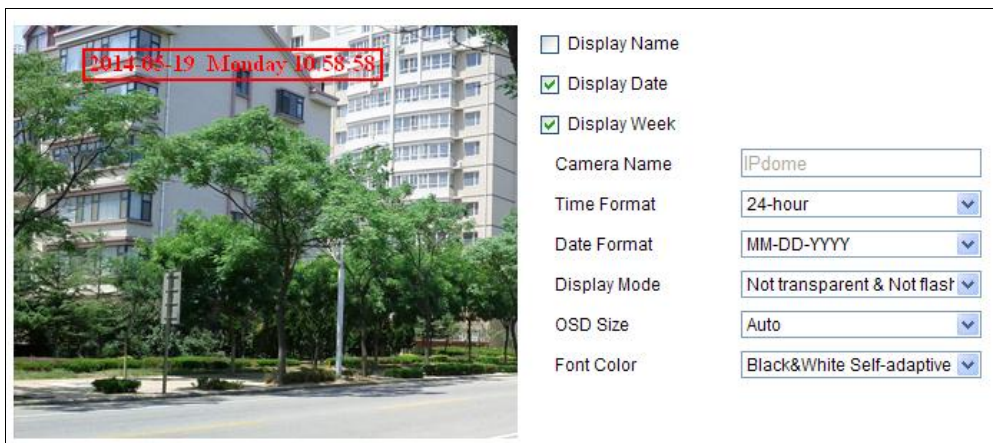 2014-05-19 Monday 10:58:58
Display Name
Display Date
Display Week
Camera Name IPdome
Time Format 24-hour
Date Format MM-DD-YYYY
Display Mode Not transparent & Not flash
OSD Size Auto
Font Color Black&White Self-adaptive